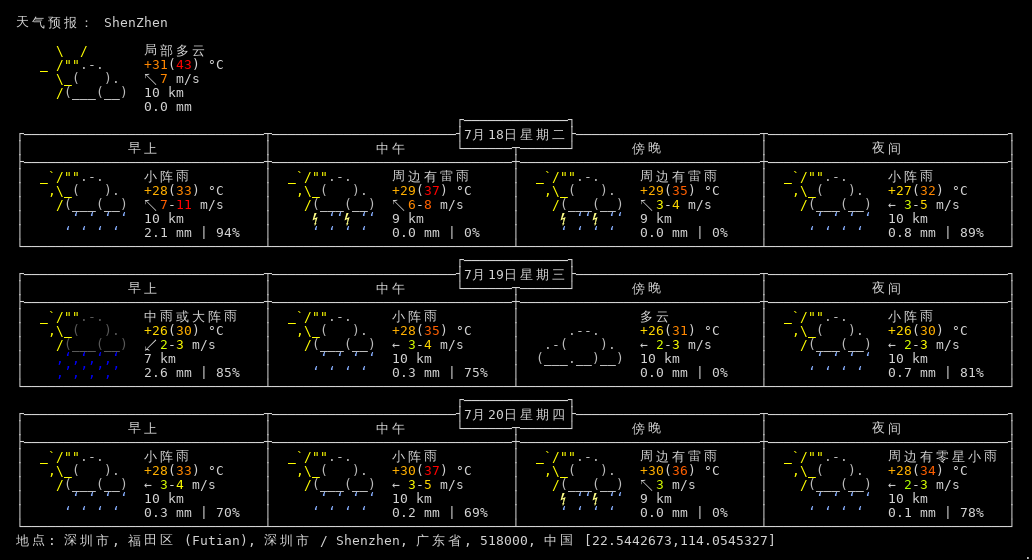 天气预报： ShenZhen
局部多云
+31(43) °C
↖ 7 m/s
10 km
0.0 mm
7月18日星期二
早上 中午 傍晚 夜间
小阵雨 周边有雷雨 周边有雷雨 小阵雨
+28(33) °C +29(37) °C +29(35) °C +27(32) °C
↖ 7-11 m/s ↖ 6-8 m/s ↖ 3-4 m/s ← 3-5 m/s
10 km 9 km 9 km 10 km
2.1 mm | 94% 0.0 mm | 0% 0.0 mm | 0% 0.8 mm | 89%
7月19日星期三
早上 中午 傍晚 夜间
中雨或大阵雨 小阵雨 多云 小阵雨
+26(30) °C +28(35) °C +26(31) °C +26(30) °C
↙ 2-3 m/s ← 3-4 m/s ← 2-3 m/s ← 2-3 m/s
7 km 10 km 10 km 10 km
2.6 mm | 85% 0.3 mm | 75% 0.0 mm | 0% 0.7 mm | 81%
7月20日星期四
早上 中午 傍晚 夜间
小阵雨 小阵雨 周边有雷雨 周边有零星小雨
+28(33) °C +30(37) °C +30(36) °C +28(34) °C
← 3-4 m/s ← 3-5 m/s ↖ 3 m/s ← 2-3 m/s
10 km 10 km 9 km 10 km
0.3 mm | 70% 0.2 mm | 69% 0.0 mm | 0% 0.1 mm | 78%
地点: 深圳市, 福田区 (Futian), 深圳市 / Shenzhen, 广东省, 518000, 中国 [22.5442673,114.0545327]